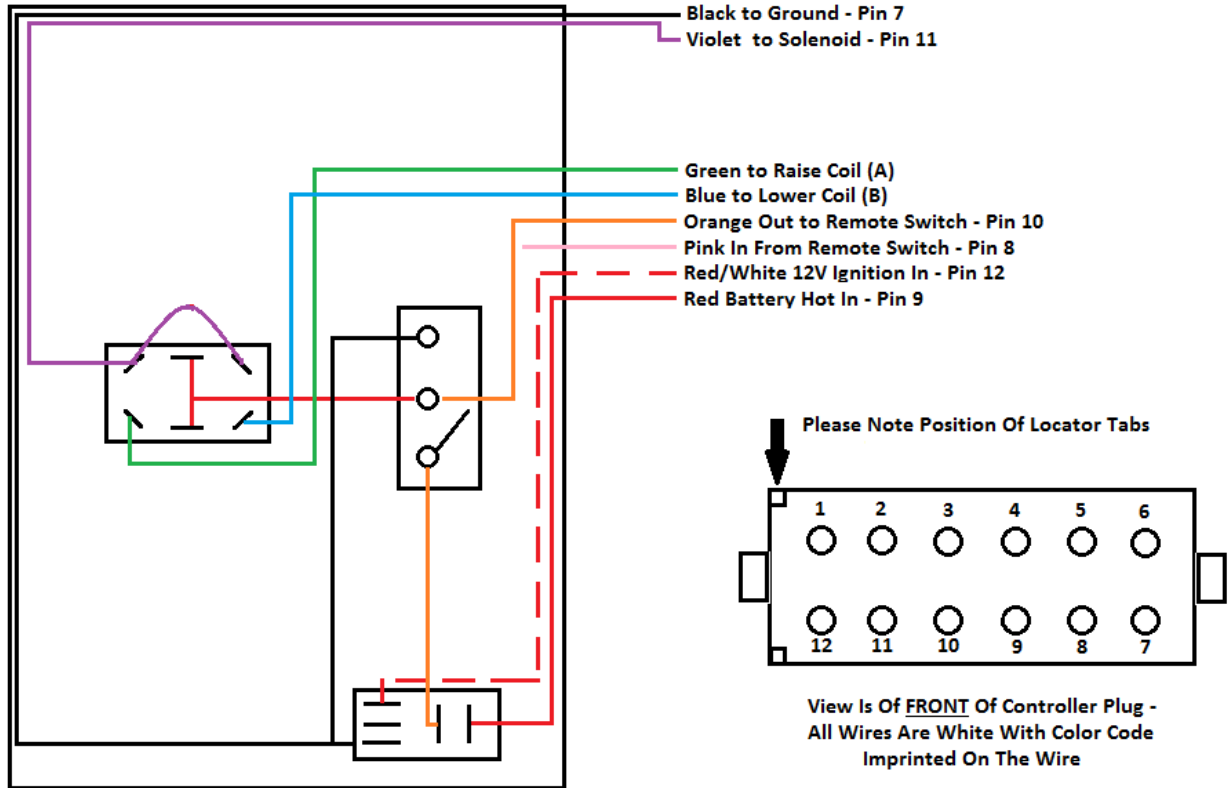 Black to Ground - Pin 7
Violet to Solenoid - Pin 11
Green to Raise Coil (A)
Blue to Lower Coil (B)
Orange Out to Remote Switch - Pin 10
Pink In From Remote Switch - Pin 8
Red/White 12V Ignition In - Pin 12
Red Battery Hot In - Pin 9
Please Note Position Of Locator Tabs
1 2 3 4 5 6
12 11 10 9 8 7
View Is Of FRONT Of Controller Plug -
All Wires Are White With Color Code
Imprinted On The Wire